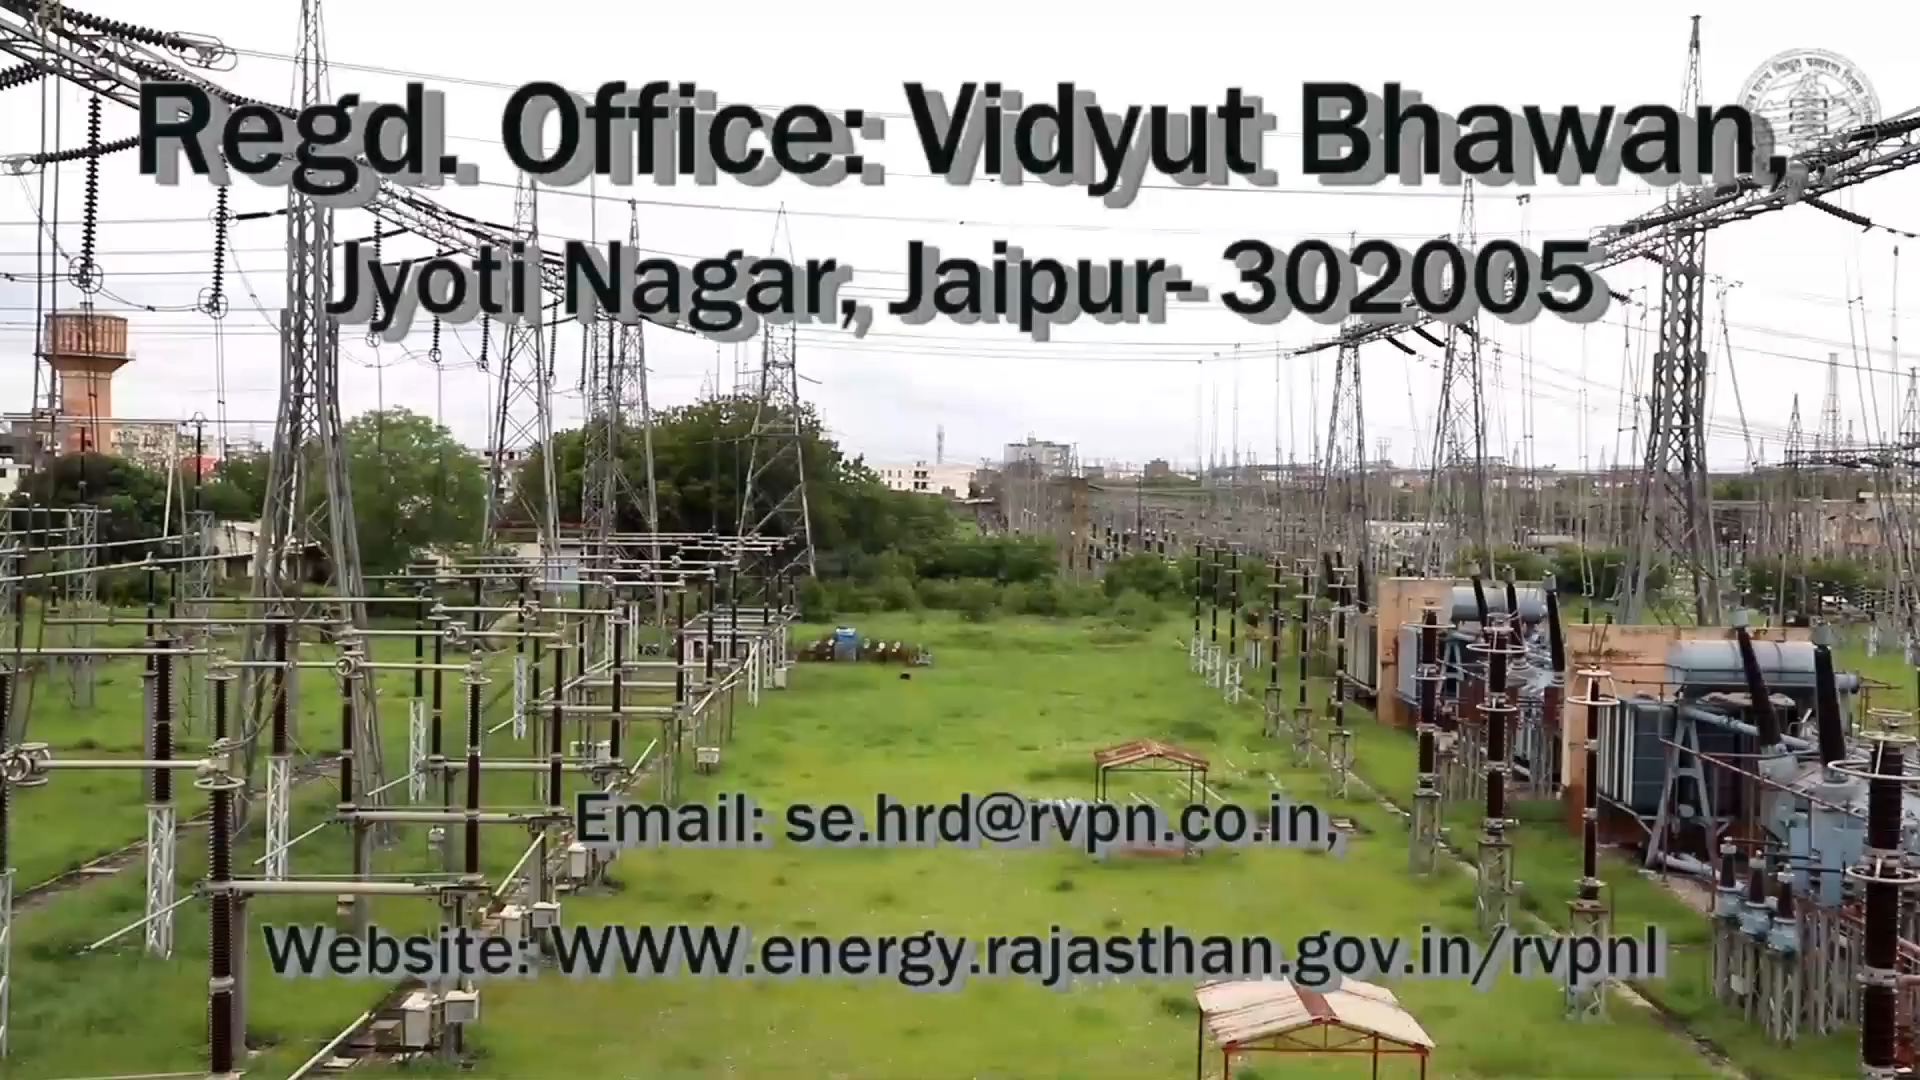 Regd. Office: Vidyut Bhawan,
Jyoti Nagar, Jaipur- 302005
Email: se.hrd@rvpn.co.in,
Website: WWW.energy.rajasthan.gov.in/rvpnl